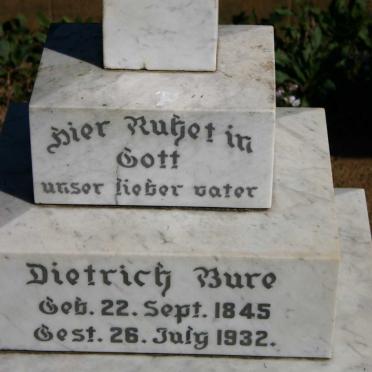 Hier Ruhet in
Gott
unser lieber vater
Dietrich Bure
Geb. 22. Sept. 1845
Gest. 26. July 1932.